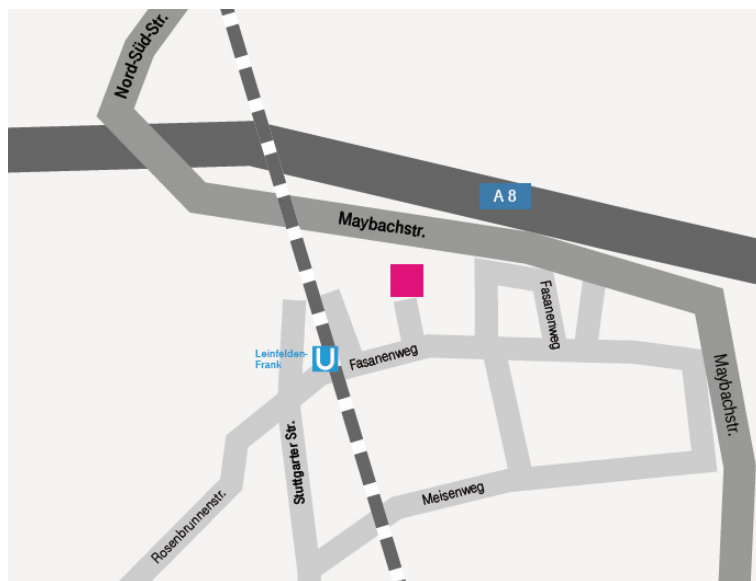 Nord-Süd-Str.
A 8
Maybachstr.
Fasanenweg
Leinfelden-
Frank
U
Fasanenweg
Maybachstr.
Stuttgarter Str.
Meisenweg
Rosenbrunnenstr.